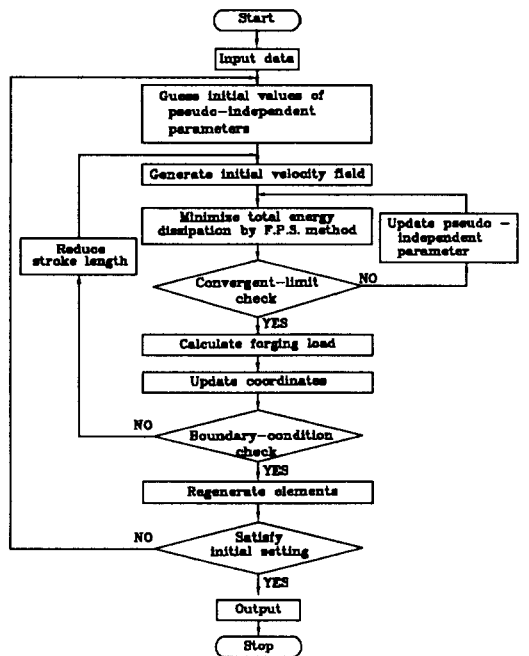 Start
Input data
Guess initial values of
pseudo-independent
parameters
Generate initial velocity field
Minimize total energy
dissipation by F.P.S. method
Update pseudo -
independent
parameter
Reduce
stroke length
Convergent-limit
check
NO
YES
Calculate forging load
Update coordinates
NO
Boundary-condition
check
YES
Regenerate elements
NO
Satisfy
initial setting
YES
Output
Stop